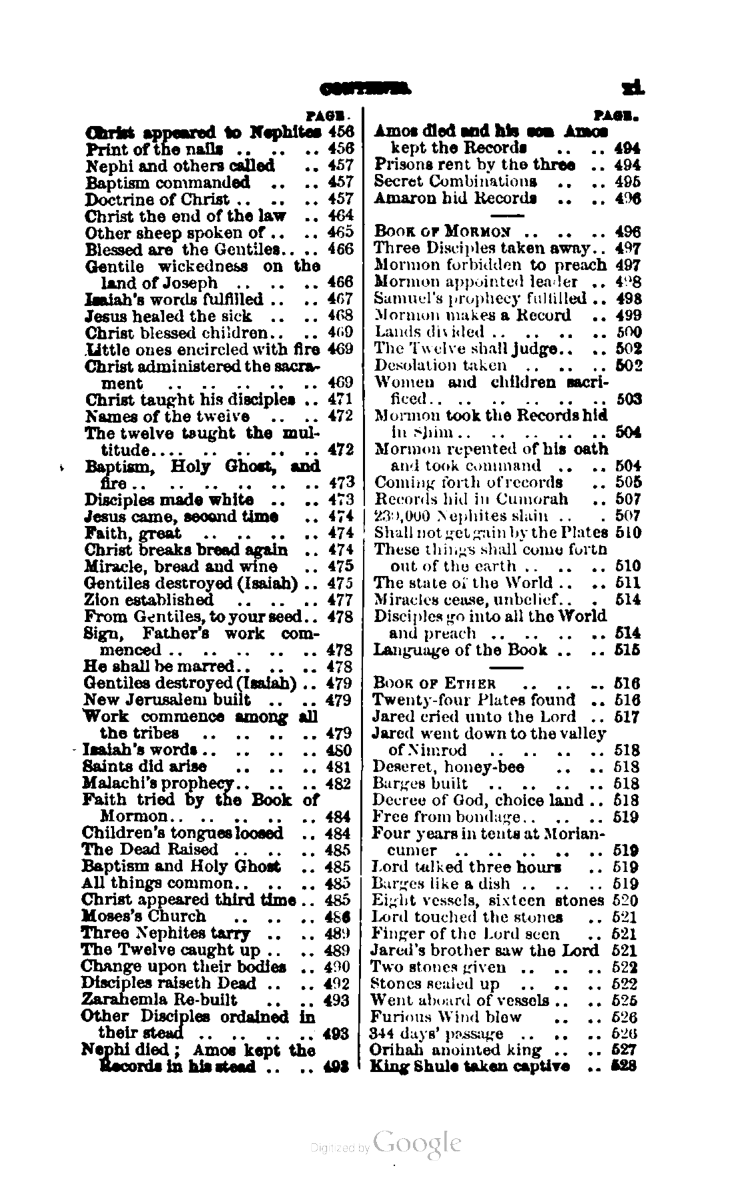 CONTENTS. xi.
PAGE.
Christ appeared to Nephites 456
Print of the nails .. .. .. 456
Nephi and others called .. 457
Baptism commanded .. .. 457
Doctrine of Christ .. .. .. 457
Christ the end of the law .. 464
Other sheep spoken of .. .. 465
Blessed are the Gentiles.. .. 466
Gentile wickedness on the
land of Joseph .. .. .. 466
Isaiah's words fulfilled .. .. 467
Jesus healed the sick .. .. 468
Christ blessed children.. .. 469
Little ones encircled with fire 469
Christ administered the sacra-
ment .. .. .. .. .. .. 469
Christ taught his disciples .. 471
Names of the twelve .. .. 472
The twelve taught the mul-
titude.... .. .. .. .. .. 472
Baptism, Holy Ghost, and
fire .. .. .. .. .. .. .. 473
Disciples made white .. .. 473
Jesus came, second time .. 474
Faith, great .. .. .. .. 474
Christ breaks bread again .. 474
Miracle, bread and wine .. 475
Gentiles destroyed (Isaiah) .. 475
Zion established .. .. .. 477
From Gentiles, to your seed.. 478
Sign, Father's work com-
menced .. .. .. .. .. .. 478
He shall be marred.. .. .. 478
Gentiles destroyed (Isaiah) .. 479
New Jerusalem built .. .. 479
Work commence among all
the tribes .. .. .. .. .. 479
Isaiah's words .. .. .. .. 480
Saints did arise .. .. .. 481
Malachi's prophecy.. .. .. 482
Faith tried by the Book of
Mormon.. .. .. .. .. .. 484
Children's tongues loosed .. 484
The Dead Raised .. .. .. 485
Baptism and Holy Ghost .. 485
All things common.. .. .. 485
Christ appeared third time .. 485
Moses's Church .. .. .. 486
Three Nephites tarry .. .. 489
The Twelve caught up .. .. 489
Change upon their bodies .. 490
Disciples raiseth Dead .. .. 492
Zarahemla Re-built .. .. 493
Other Disciples ordained in
their stead .. .. .. .. .. 493
Nephi died; Amos kept the
Records in his stead .. .. 493
PAGE.
Amos died and his son Amos
kept the Records .. .. 494
Prisons rent by the three .. 494
Secret Combinations .. .. 495
Amaron hid Records .. .. 496
BOOK OF MORMON .. .. .. 496
Three Disciples taken away.. 497
Mormon forbidden to preach 497
Mormon appointed leader .. 498
Samuel's prophecy fulfilled .. 498
Mormon makes a Record .. 499
Lands divided .. .. .. .. 500
The Twelve shall judge.. .. 502
Desolation taken .. .. .. 502
Women and children sacri-
ficed.. .. .. .. .. .. .. 503
Mormon took the Records hid
in Shim .. .. .. .. .. .. 504
Mormon repented of his oath
and took command .. .. 504
Coming forth of records .. 505
Records hid in Cumorah .. 507
230,000 Nephites slain .. . 507
Shall not get gain by the Plates 510
These things shall come forth
out of the earth .. .. .. 510
The state of the World .. .. 511
Miracles cease, unbelief.. . 514
Disciples go into all the World
and preach .. .. .. .. .. 514
Language of the Book .. .. 515
BOOK OF ETHER .. .. .. 516
Twenty-four Plates found .. 516
Jared cried unto the Lord .. 517
Jared went down to the valley
of Nimrod .. .. .. .. 518
Deseret, honey-bee .. .. 518
Barges built .. .. .. .. 518
Decree of God, choice land .. 518
Free from bondage.. .. .. 519
Four years in tents at Morian-
cumer .. .. .. .. .. .. 519
Lord talked three hours .. 519
Barges like a dish .. .. .. 519
Eight vessels, sixteen stones 520
Lord touched the stones .. 521
Finger of the Lord seen .. 521
Jared's brother saw the Lord 521
Two stones given .. .. .. 522
Stones sealed up .. .. .. 522
Went aboard of vessels .. .. 525
Furious Wind blow .. .. 526
344 days' passage .. .. .. 526
Orihah anointed king .. .. 527
King Shule taken captive .. 528
Digitized by Google